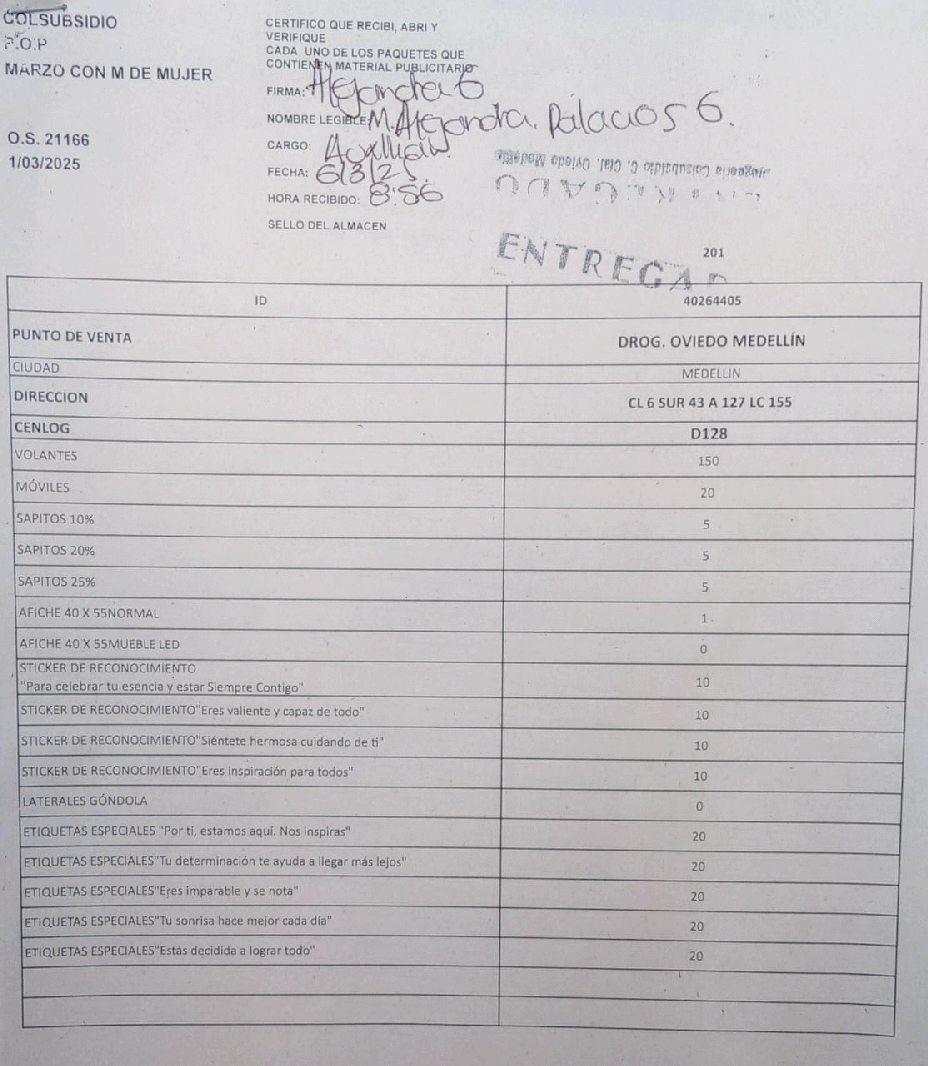 COLSUBSIDIO
P.O.P
MARZO CON M DE MUJER
O.S. 21166
1/03/2025
CERTIFICO QUE RECIBI, ABRI Y
VERIFIQUE
CADA UNO DE LOS PAQUETES QUE
CONTIENEN MATERIAL PUBLICITARIO
FIRMA: Alejandra G
NOMBRE LEGIBLE M. Alejandra. Palacios G.
CARGO: Auxiliar.
FECHA: 6/3/25.
HORA RECIBIDO: 8:56
SELLO DEL ALMACEN
Colsubsidio C. Cial. Oviedo Medellín
ENTREGAD
201
ID 40264405
PUNTO DE VENTA DROG. OVIEDO MEDELLÍN
CIUDAD MEDELLIN
DIRECCION CL 6 SUR 43 A 127 LC 155
CENLOG D128
VOLANTES 150
MÓVILES 20
SAPITOS 10% 5
SAPITOS 20% 5
SAPITOS 25% 5
AFICHE 40 X 55NORMAL 1
AFICHE 40 X 55MUEBLE LED 0
STICKER DE RECONOCIMIENTO
"Para celebrar tu esencia y estar Siempre Contigo" 10
STICKER DE RECONOCIMIENTO"Eres valiente y capaz de todo" 10
STICKER DE RECONOCIMIENTO"Siéntete hermosa cuidando de ti" 10
STICKER DE RECONOCIMIENTO"Eres Inspiración para todos" 10
LATERALES GÓNDOLA 0
ETIQUETAS ESPECIALES "Por ti, estamos aquí. Nos inspiras" 20
ETIQUETAS ESPECIALES"Tu determinación te ayuda a llegar más lejos" 20
ETIQUETAS ESPECIALES"Eres imparable y se nota" 20
ETIQUETAS ESPECIALES"Tu sonrisa hace mejor cada día" 20
ETIQUETAS ESPECIALES"Estás decidida a lograr todo" 20